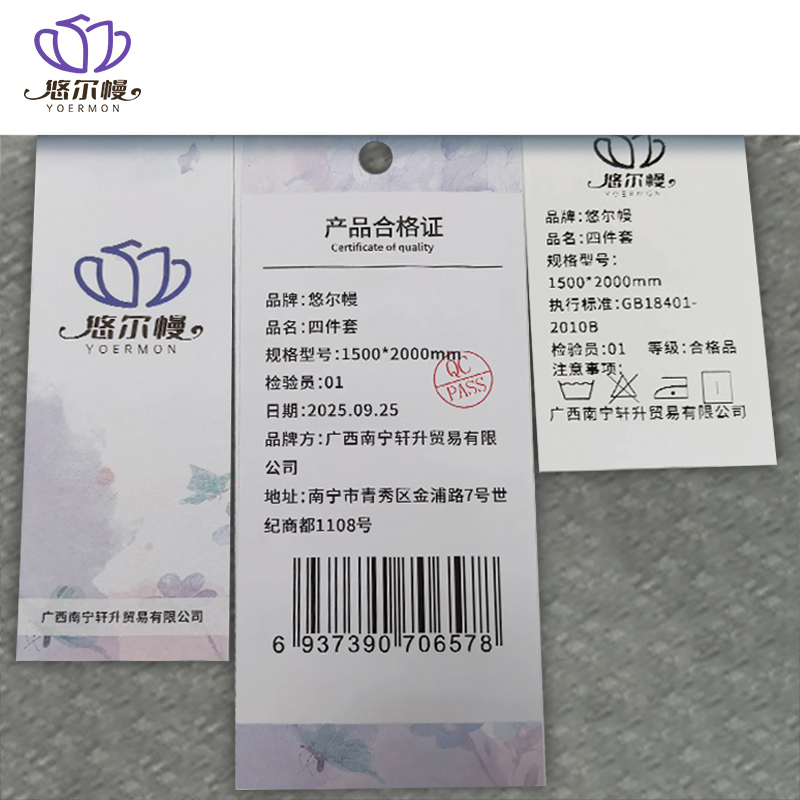 悠尔幔
YOERMON
悠尔幔
YOERMON
广西南宁轩升贸易有限公司
产品合格证
Certificate of quality
品牌:悠尔幔
品名:四件套
规格型号:1500*2000mm
检验员:01
日期:2025.09.25
品牌方:广西南宁轩升贸易有限
公司
地址:南宁市青秀区金浦路7号世
纪商都1108号
QC
PASS
6 937390 706578
悠尔幔
YOERMON
品牌:悠尔幔
品名:四件套
规格型号:
1500*2000mm
执行标准:GB18401-
2010B
检验员:01 等级:合格品
注意事项:
广西南宁轩升贸易有限公司